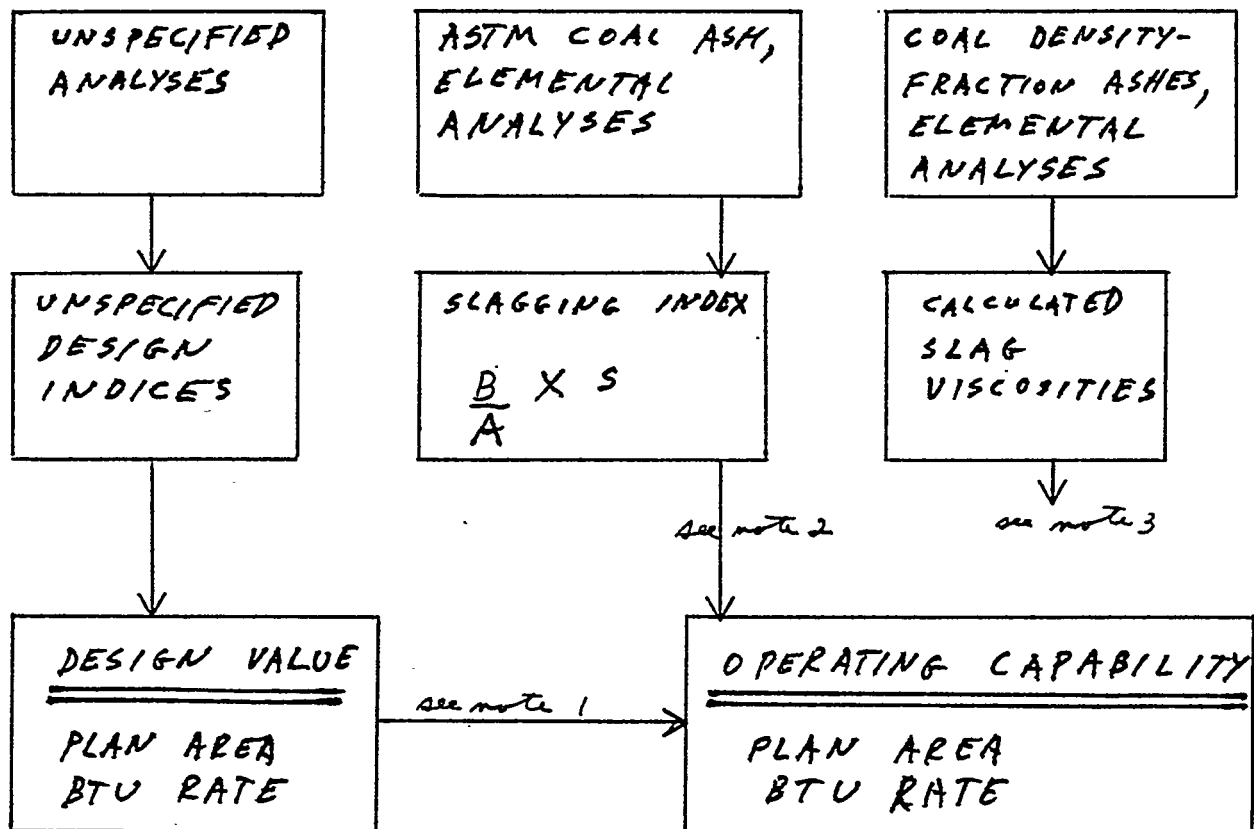 UNSPECIFIED
ANALYSES
ASTM COAL ASH,
ELEMENTAL
ANALYSES
COAL DENSITY-
FRACTION ASHES,
ELEMENTAL
ANALYSES
UNSPECIFIED
DESIGN
INDICES
SLAGGING INDEX
B/A X S
CALCULATED
SLAG
VISCOSITIES
see note 2
see note 3
DESIGN VALUE
PLAN AREA
BTU RATE
see note 1
OPERATING CAPABILITY
PLAN AREA
BTU RATE